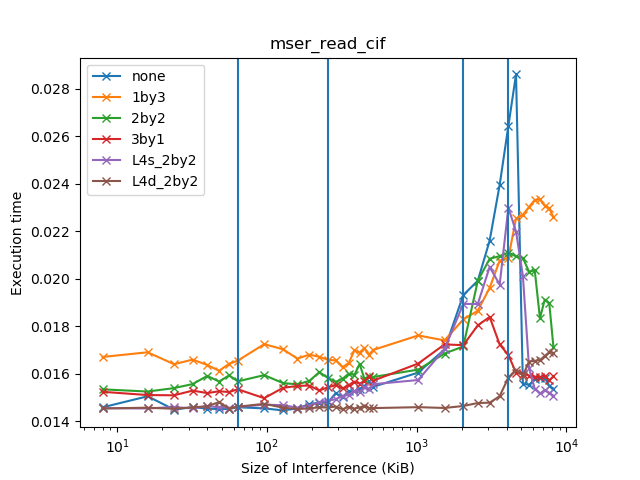 mser_read_cif
none
1by3
2by2
3by1
L4s_2by2
L4d_2by2
Execution time
0.028
0.026
0.024
0.022
0.020
0.018
0.016
0.014
10¹
10²
10³
10⁴
Size of Interference (KiB)